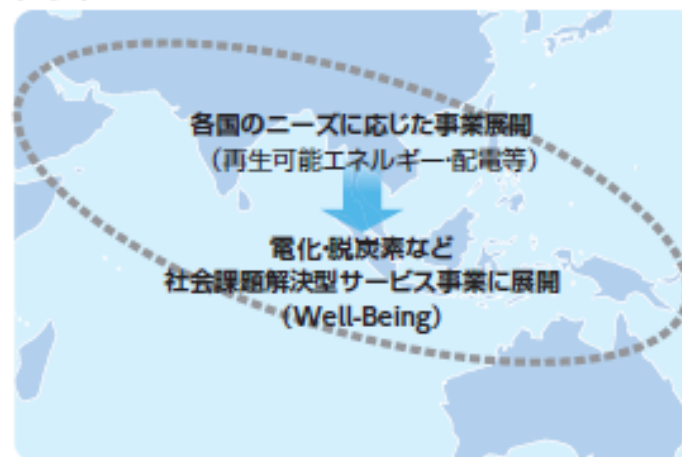 各国のニーズに応じた事業展開
（再生可能エネルギー・配電等）
電化・脱炭素など
社会課題解決型サービス事業に展開
（Well-Being）